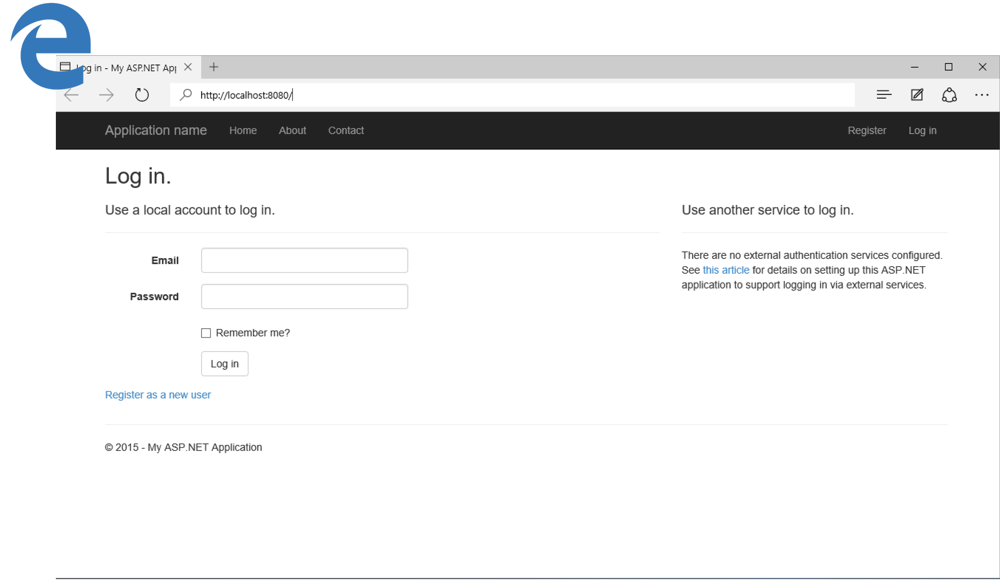 og in - My ASP.NET Ap
http://localhost:8080/
Application name Home About Contact Register Log in
Log in.
Use a local account to log in.
Use another service to log in.
Email
Password
Remember me?
Log in
Register as a new user
There are no external authentication services configured.
See this article for details on setting up this ASP.NET
application to support logging in via external services.
© 2015 - My ASP.NET Application